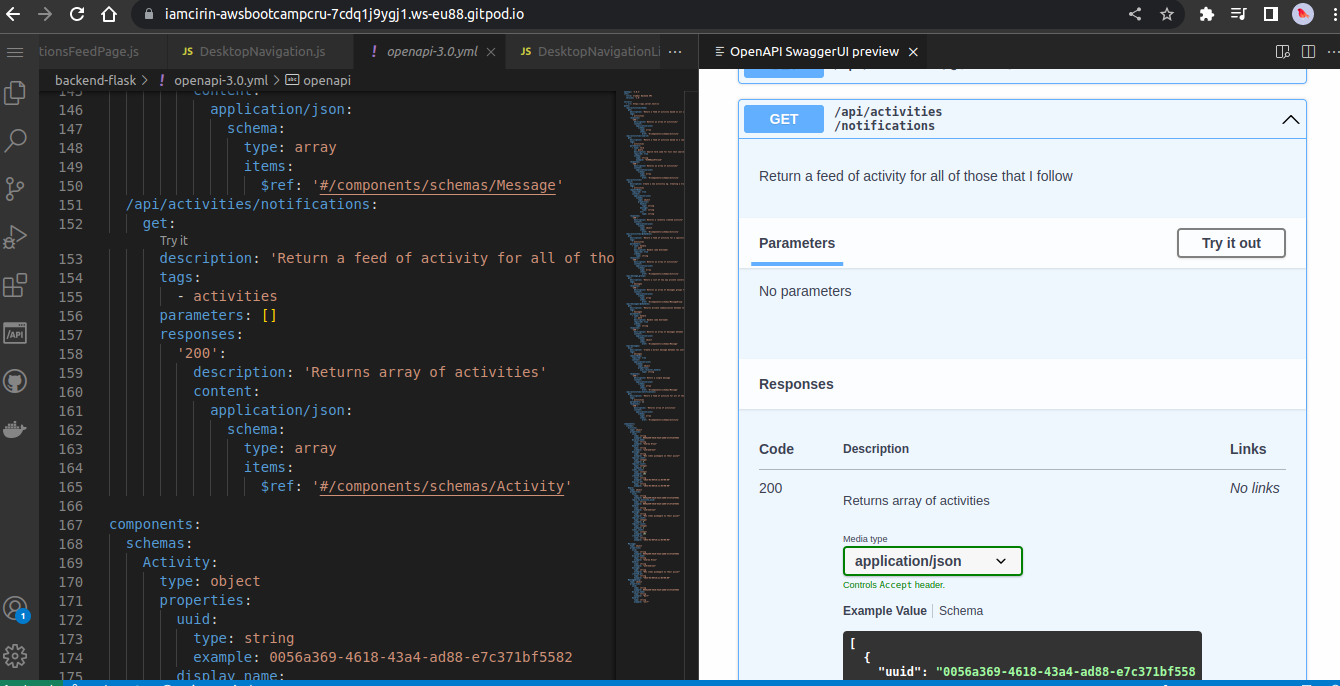 iamcirin-awsbootcampcru-7cdq1j9ygj1.ws-eu88.gitpod.io
tionsFeedPage.js
JS DesktopNavigation.js
! openapi-3.0.yml
JS DesktopNavigationLi
OpenAPI SwaggerUI preview
backend-flask > ! openapi-3.0.yml > abc openapi
145 content:
146 application/json:
147 schema:
148 type: array
149 items:
150 $ref: '#/components/schemas/Message'
151 /api/activities/notifications:
152 get:
Try it
153 description: 'Return a feed of activity for all of tho
154 tags:
155 - activities
156 parameters: []
157 responses:
158 '200':
159 description: 'Returns array of activities'
160 content:
161 application/json:
162 schema:
163 type: array
164 items:
165 $ref: '#/components/schemas/Activity'
166
167 components:
168 schemas:
169 Activity:
170 type: object
171 properties:
172 uuid:
173 type: string
174 example: 0056a369-4618-43a4-ad88-e7c371bf5582
175 display_name:
/API
1
GET
/api/activities
/notifications
Return a feed of activity for all of those that I follow
Parameters
Try it out
No parameters
Responses
Code Description Links
200
Returns array of activities
No links
Media type
application/json
Controls Accept header.
Example Value Schema
[
{
"uuid": "0056a369-4618-43a4-ad88-e7c371bf558